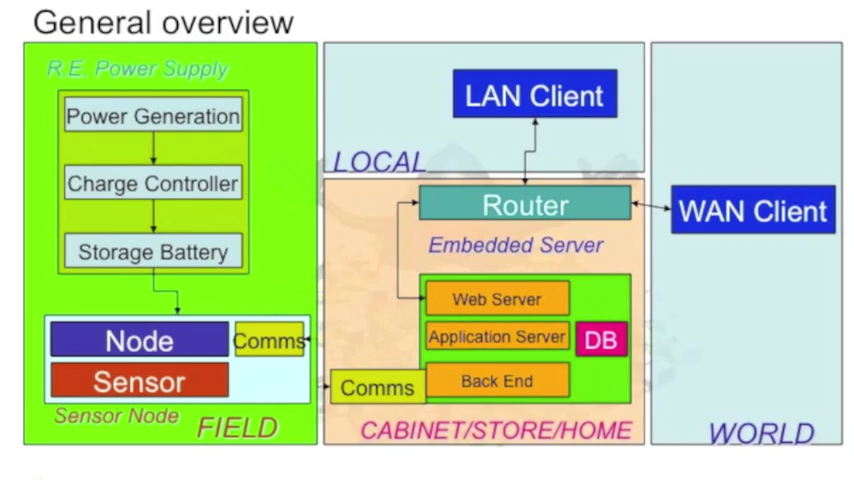 General overview
R.E. Power Supply
Power Generation
Charge Controller
Storage Battery
Node
Comms
Sensor
Sensor Node
FIELD
LAN Client
LOCAL
Router
Embedded Server
Web Server
Application Server
DB
Back End
Comms
CABINET/STORE/HOME
WAN Client
WORLD